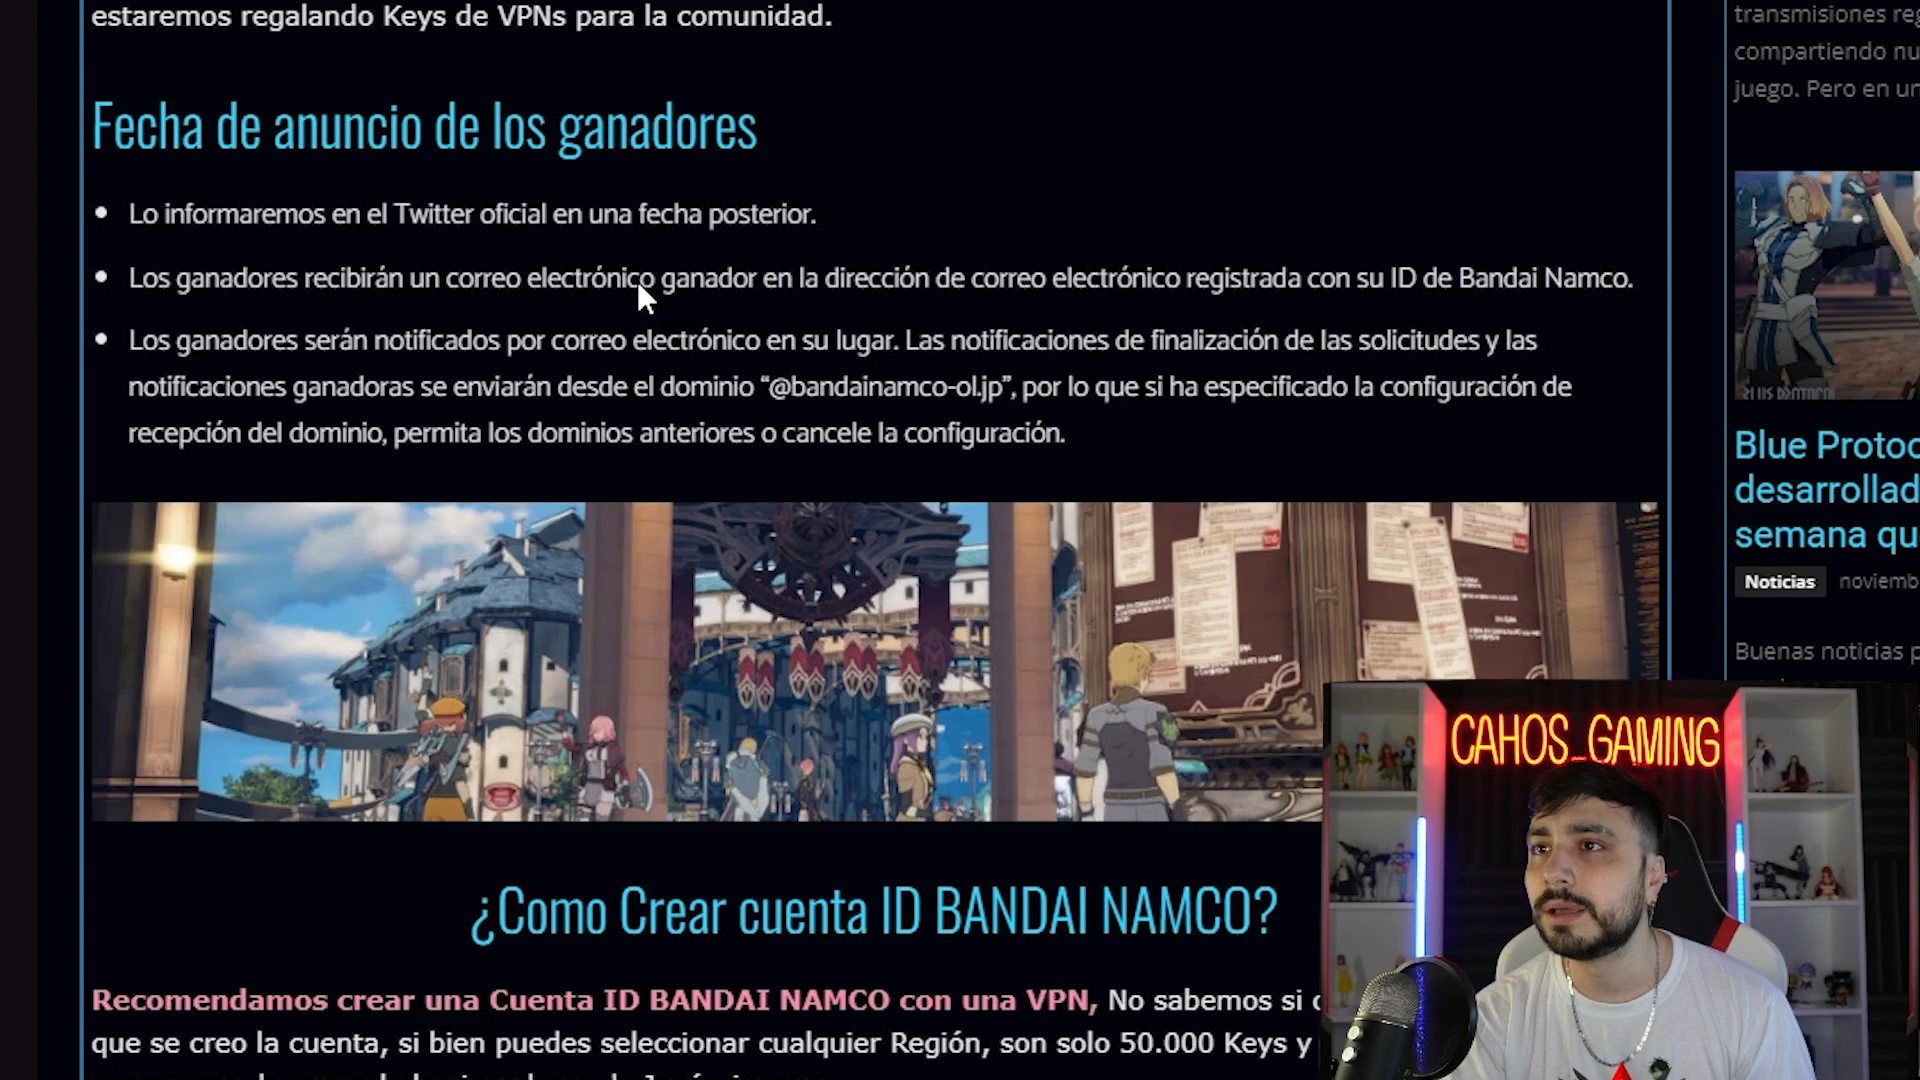 estaremos regalando Keys de VPNs para la comunidad.
Fecha de anuncio de los ganadores
Lo informaremos en el Twitter oficial en una fecha posterior.
Los ganadores recibirán un correo electrónico ganador en la dirección de correo electrónico registrada con su ID de Bandai Namco.
Los ganadores serán notificados por correo electrónico en su lugar. Las notificaciones de finalización de las solicitudes y las
notificaciones ganadoras se enviarán desde el dominio “@bandainamco-ol.jp”, por lo que si ha especificado la configuración de
recepción del dominio, permita los dominios anteriores o cancele la configuración.
¿Como Crear cuenta ID BANDAI NAMCO?
Recomendamos crear una Cuenta ID BANDAI NAMCO con una VPN, No sabemos si
que se creo la cuenta, si bien puedes seleccionar cualquier Región, son solo 50.000 Keys y
transmisiones
compartiendo
juego. Pero en
Blue Protoc
desarrollad
semana qu
Noticias noviemb
Buenas noticias
CAHOS_GAMING